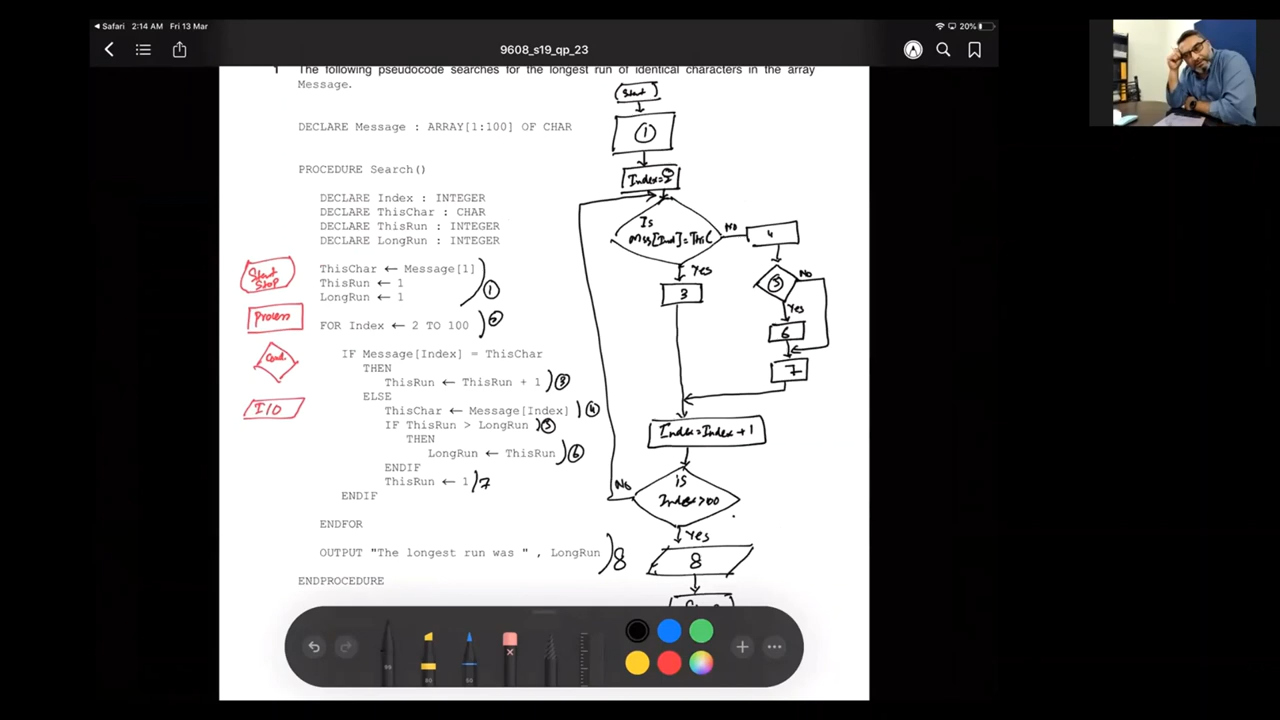 Safari 2:14 AM Fri 13 Mar
20%
9608_s19_qp_23
1 The following pseudocode searches for the longest run of identical characters in the array
Message.
DECLARE Message : ARRAY[1:100] OF CHAR
PROCEDURE Search()
DECLARE Index : INTEGER
DECLARE ThisChar : CHAR
DECLARE ThisRun : INTEGER
DECLARE LongRun : INTEGER
ThisChar ← Message[1]
ThisRun ← 1
LongRun ← 1
1
FOR Index ← 2 TO 100
IF Message[Index] = ThisChar
THEN
ThisRun ← ThisRun + 1 3
ELSE
ThisChar ← Message[Index] 4
IF ThisRun > LongRun 5
THEN
LongRun ← ThisRun 6
ENDIF
ThisRun ← 1 7
ENDIF
ENDFOR
OUTPUT "The longest run was " , LongRun 8
ENDPROCEDURE
Start
Stop
Process
Cond.
I/O
Start
1
Index=
Is
Mes[Ind]=This C
No
4
Yes
3
5
No
Yes
6
7
Index=Index+1
is
Index>00
No
Yes
8